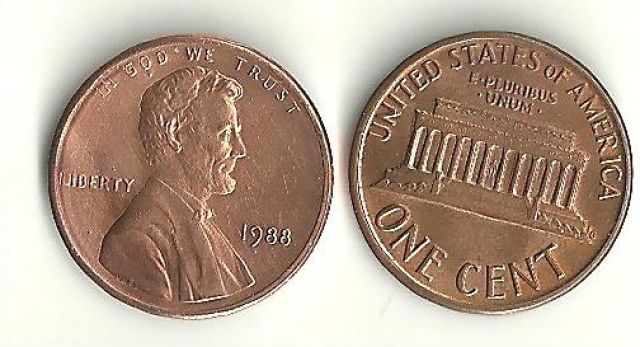 IN GOD WE TRUST
LIBERTY
1988
UNITED STATES OF AMERICA
E·PLURIBUS
·UNUM·
ONE CENT